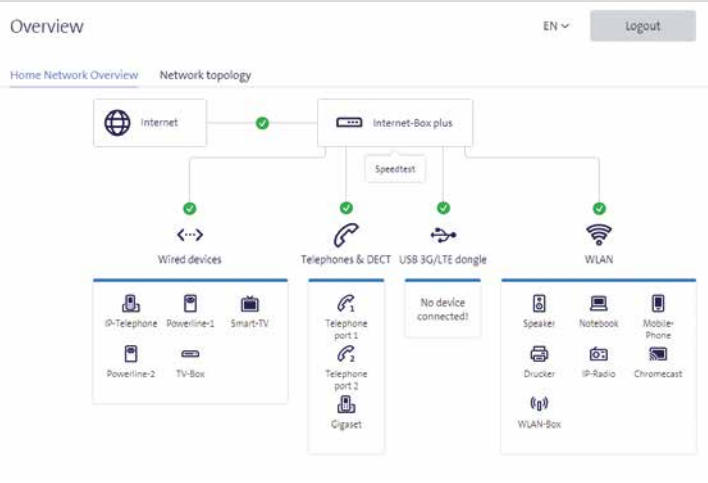 Overview
EN
Logout
Home Network Overview
Network topology
Internet
Internet-Box plus
Speedtest
Wired devices
Telephones & DECT
USB 3G/LTE dongle
WLAN
IP-Telephone
Powerline-1
Smart-TV
Powerline-2
TV-Box
1
Telephone
port 1
2
Telephone
port 2
Gigaset
No device
connected!
Speaker
Notebook
Mobile-
Phone
Drucker
IP-Radio
Chromecast
WLAN-Box